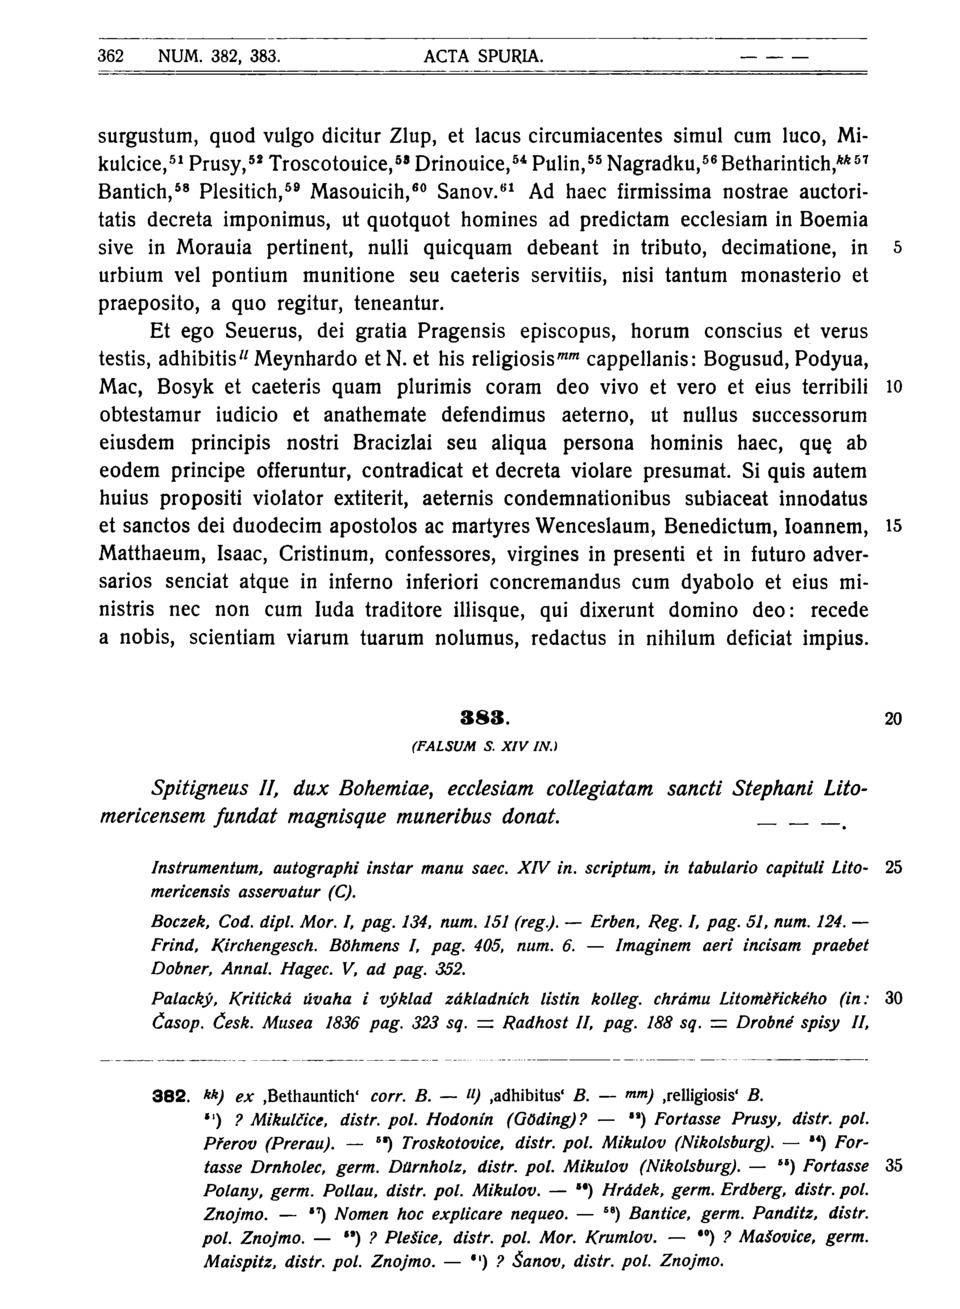 362 NUM. 382, 383. ACTA SPURIA. — — —
surgustum, quod vulgo dicitur Zlup, et lacus circumiacentes simul cum luco, Mi-
kulcice,⁵¹ Prusy,⁵² Troscotouice,⁵³ Drinouice,⁵⁴ Pulin,⁵⁵ Nagradku,⁵⁶ Betharintich,ᵏᵏ ⁵⁷
Bantich,⁵⁸ Plesitich,⁵⁹ Masouicih,⁶⁰ Sanov.⁶¹ Ad haec firmissima nostrae auctori-
tatis decreta imponimus, ut quotquot homines ad predictam ecclesiam in Boemia
sive in Morauia pertinent, nulli quicquam debeant in tributo, decimatione, in 5
urbium vel pontium munitione seu caeteris servitiis, nisi tantum monasterio et
praeposito, a quo regitur, teneantur.
Et ego Seuerus, dei gratia Pragensis episcopus, horum conscius et verus
testis, adhibitisˡˡ Meynhardo et N. et his religiosisᵐᵐ cappellanis: Bogusud, Podyua,
Mac, Bosyk et caeteris quam plurimis coram deo vivo et vero et eius terribili 10
obtestamur iudicio et anathemate defendimus aeterno, ut nullus successorum
eiusdem principis nostri Bracizlai seu aliqua persona hominis haec, quę ab
eodem principe offeruntur, contradicat et decreta violare presumat. Si quis autem
huius propositi violator extiterit, aeternis condemnationibus subiaceat innodatus
et sanctos dei duodecim apostolos ac martyres Wenceslaum, Benedictum, Ioannem, 15
Matthaeum, Isaac, Cristinum, confessores, virgines in presenti et in futuro adver-
sarios senciat atque in inferno inferiori concremandus cum dyabolo et eius mi-
nistris nec non cum Iuda traditore illisque, qui dixerunt domino deo: recede
a nobis, scientiam viarum tuarum nolumus, redactus in nihilum deficiat impius.
383. 20
(FALSUM S. XIV IN.)
Spitigneus II, dux Bohemiae, ecclesiam collegiatam sancti Stephani Lito-
mericensem fundat magnisque muneribus donat. — — —.
Instrumentum, autographi instar manu saec. XIV in. scriptum, in tabulario capituli Lito- 25
mericensis asservatur (C).
Boczek, Cod. dipl. Mor. I, pag. 134, num. 151 (reg.). — Erben, Reg. I, pag. 51, num. 124. —
Frind, Kirchengesch. Böhmens I, pag. 405, num. 6. — Imaginem aeri incisam praebet
Dobner, Annal. Hagec. V, ad pag. 352.
Palacký, Kritická úvaha i výklad základních listin kolleg. chrámu Litoměřického (in: 30
Časop. Česk. Musea 1836 pag. 323 sq. = Radhost II, pag. 188 sq. = Drobné spisy II,
382. kk) ex ‚Bethauntich‘ corr. B. — ll) ‚adhibitus‘ B. — mm) ‚relligiosis‘ B.
⁵¹) ? Mikulčice, distr. pol. Hodonín (Göding)? — ⁵²) Fortasse Prusy, distr. pol.
Přerov (Prerau). — ⁵³) Troskotovice, distr. pol. Mikulov (Nikolsburg). — ⁵⁴) For-
tasse Drnholec, germ. Dürnholz, distr. pol. Mikulov (Nikolsburg). — ⁵⁵) Fortasse 35
Polany, germ. Pollau, distr. pol. Mikulov. — ⁵⁶) Hrádek, germ. Erdberg, distr. pol.
Znojmo. — ⁵⁷) Nomen hoc explicare nequeo. — ⁵⁸) Bantice, germ. Panditz, distr.
pol. Znojmo. — ⁵⁹) ? Plešice, distr. pol. Mor. Krumlov. — ⁶⁰) ? Mašovice, germ.
Maispitz, distr. pol. Znojmo. — ⁶¹) ? Šanov, distr. pol. Znojmo.